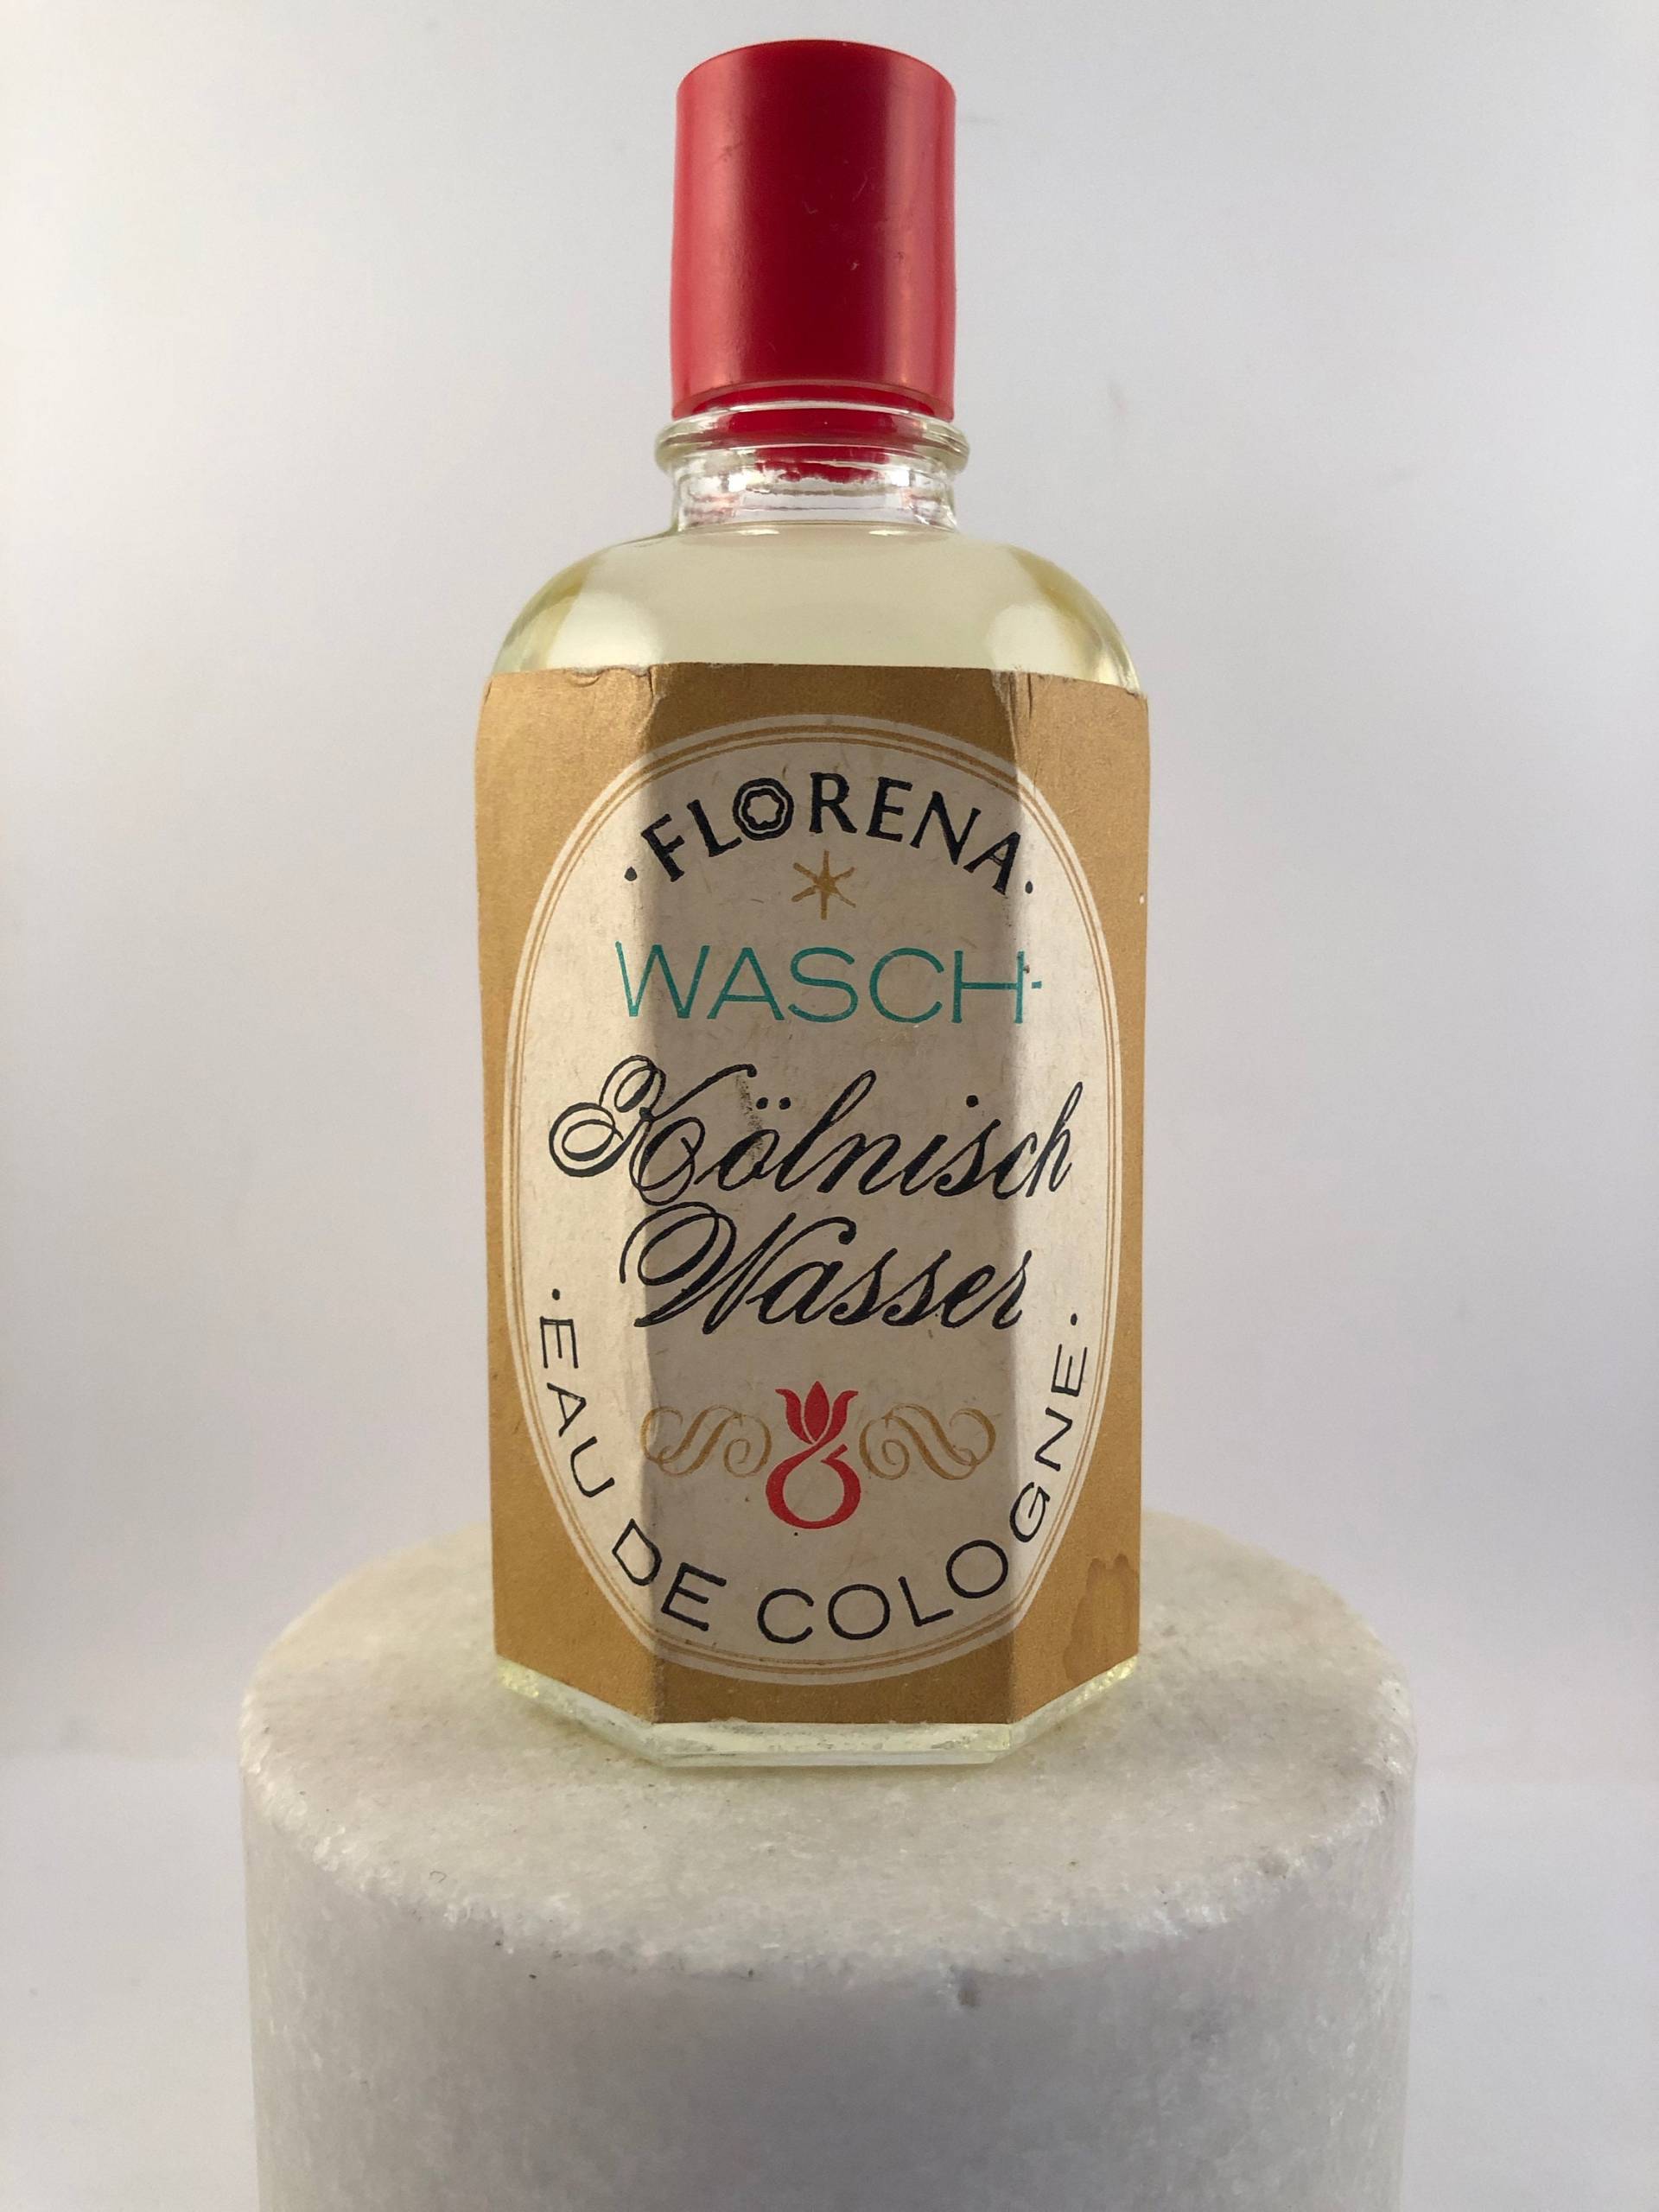 ·FLORENA·
WASCH-
Kölnisch
Wasser
·EAU DE COLOGNE·